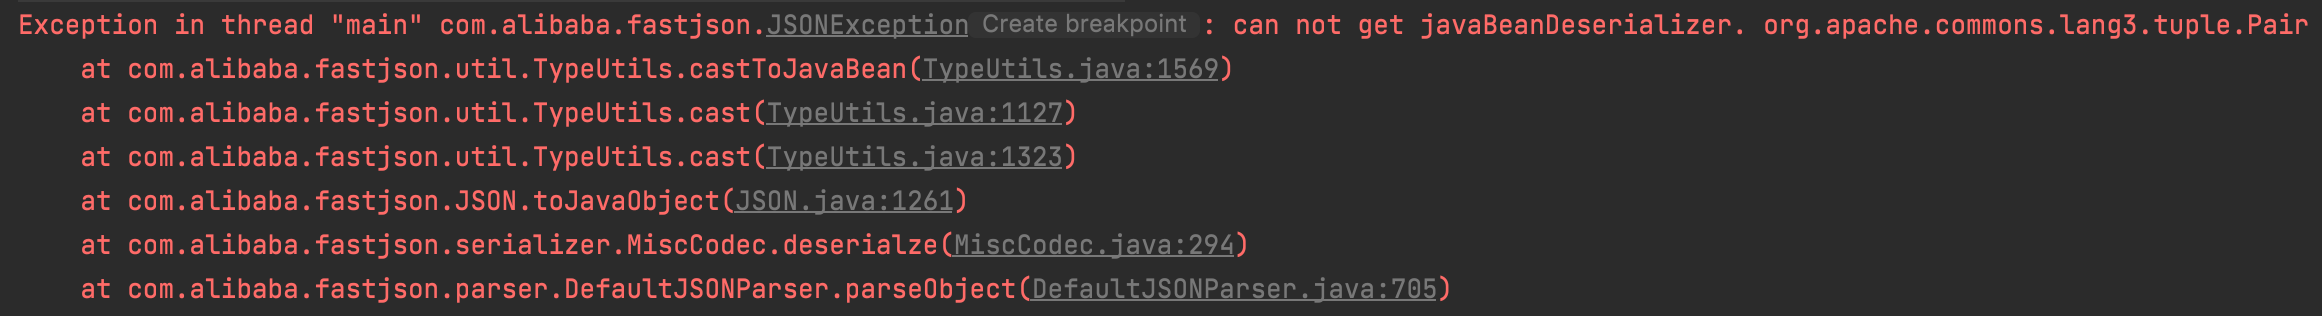 Exception in thread "main" com.alibaba.fastjson.JSONException Create breakpoint : can not get javaBeanDeserializer. org.apache.commons.lang3.tuple.Pair
at com.alibaba.fastjson.util.TypeUtils.castToJavaBean(TypeUtils.java:1569)
at com.alibaba.fastjson.util.TypeUtils.cast(TypeUtils.java:1127)
at com.alibaba.fastjson.util.TypeUtils.cast(TypeUtils.java:1323)
at com.alibaba.fastjson.JSON.toJavaObject(JSON.java:1261)
at com.alibaba.fastjson.serializer.MiscCodec.deserialze(MiscCodec.java:294)
at com.alibaba.fastjson.parser.DefaultJSONParser.parseObject(DefaultJSONParser.java:705)